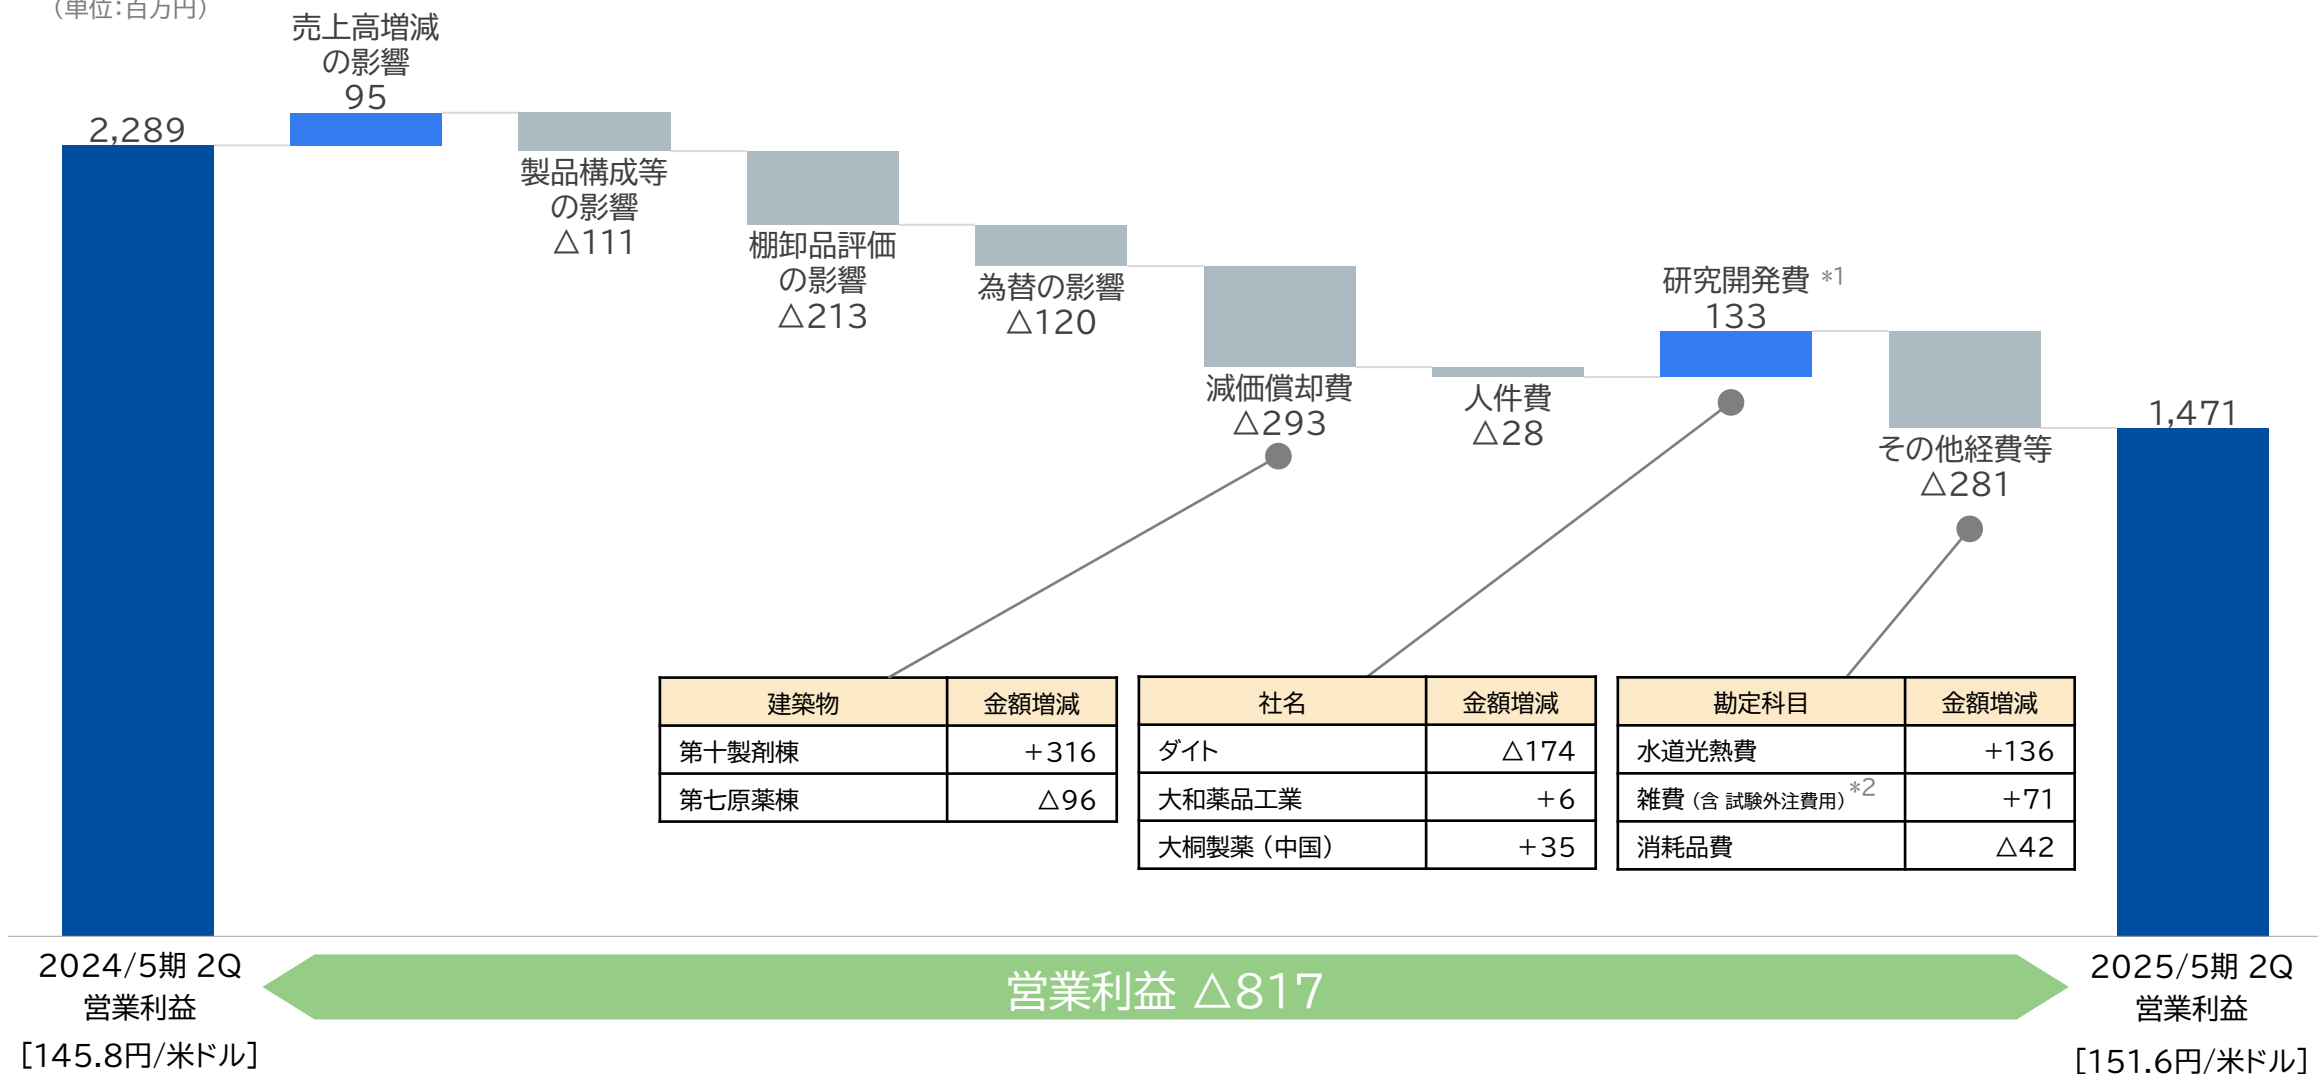 （単位：百万円）
2,289
売上高増減
の影響
95
製品構成等
の影響
△111
棚卸品評価
の影響
△213
為替の影響
△120
減価償却費
△293
人件費
△28
研究開発費 *1
133
その他経費等
△281
1,471
建築物 金額増減
第十製剤棟 +316
第七原薬棟 △96
社名 金額増減
ダイト △174
大和薬品工業 +6
大桐製薬（中国） +35
勘定科目 金額増減
水道光熱費 +136
雑費（含 試験外注費用）*2 +71
消耗品費 △42
2024/5期 2Q
営業利益
[145.8円/米ドル]
営業利益 △817
2025/5期 2Q
営業利益
[151.6円/米ドル]